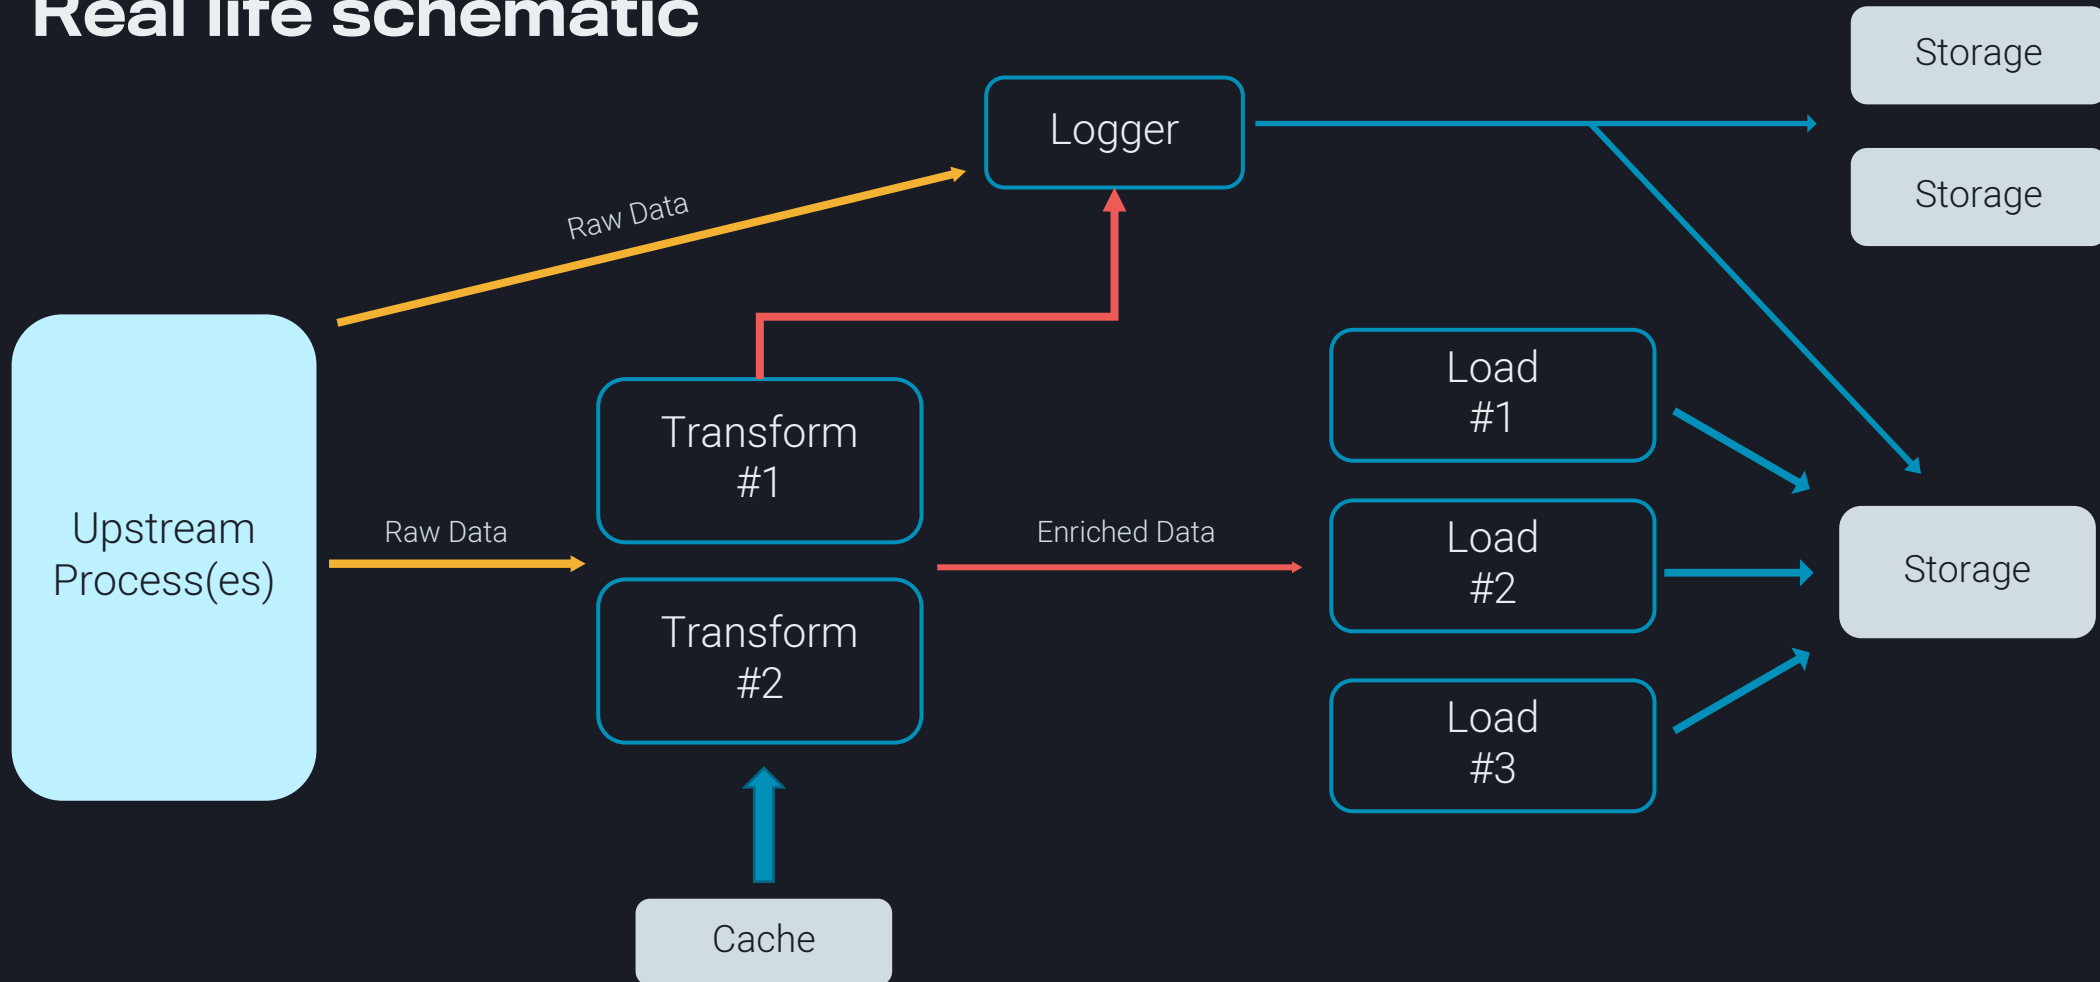 Real life schematic
Storage
Logger
Storage
Raw Data
Load
#1
Transform
#1
Upstream
Process(es)
Raw Data
Enriched Data
Load
#2
Storage
Transform
#2
Load
#3
Cache